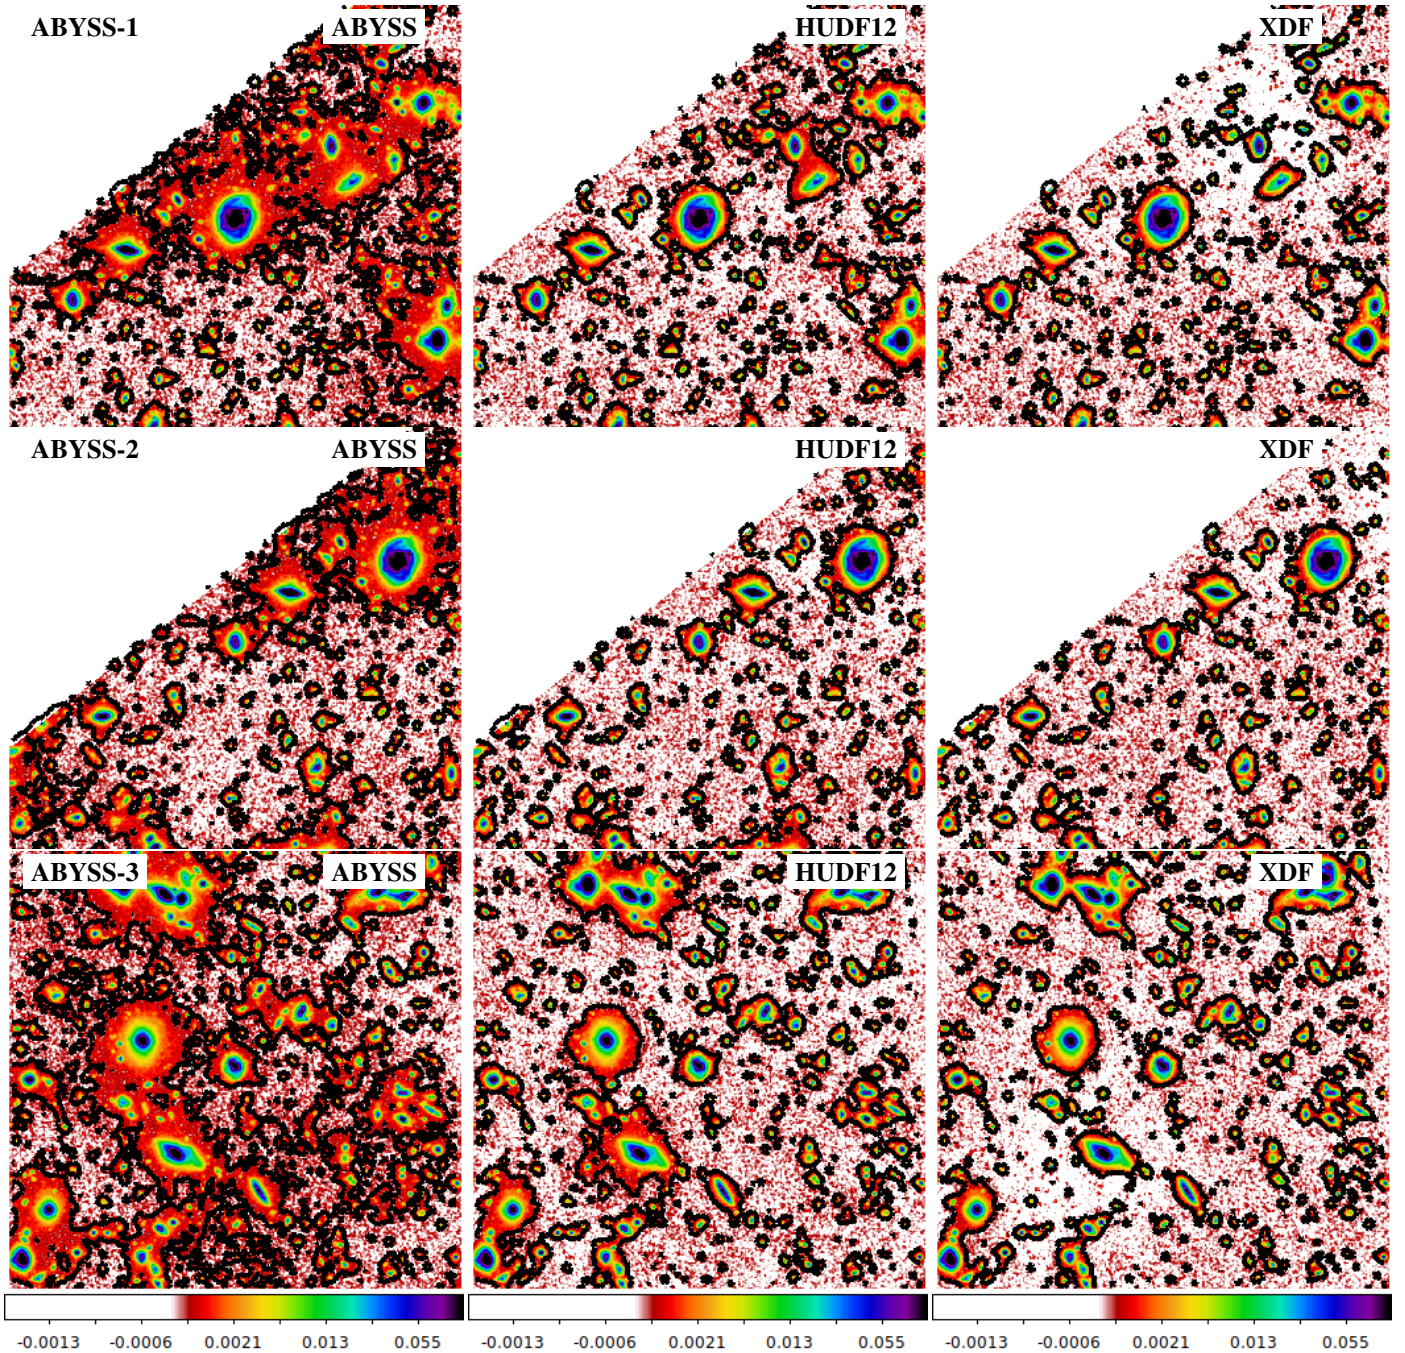 ABYSS-1 ABYSS HUDF12 XDF
ABYSS-2 ABYSS HUDF12 XDF
ABYSS-3 ABYSS HUDF12 XDF
-0.0013 -0.0006 0.0021 0.013 0.055 -0.0013 -0.0006 0.0021 0.013 0.055 -0.0013 -0.0006 0.0021 0.013 0.055